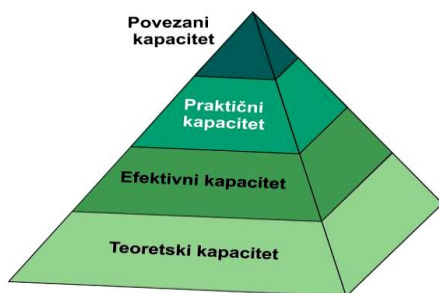 Povezani
kapacitet
Praktični
kapacitet
Efektivni kapacitet
Teoretski kapacitet